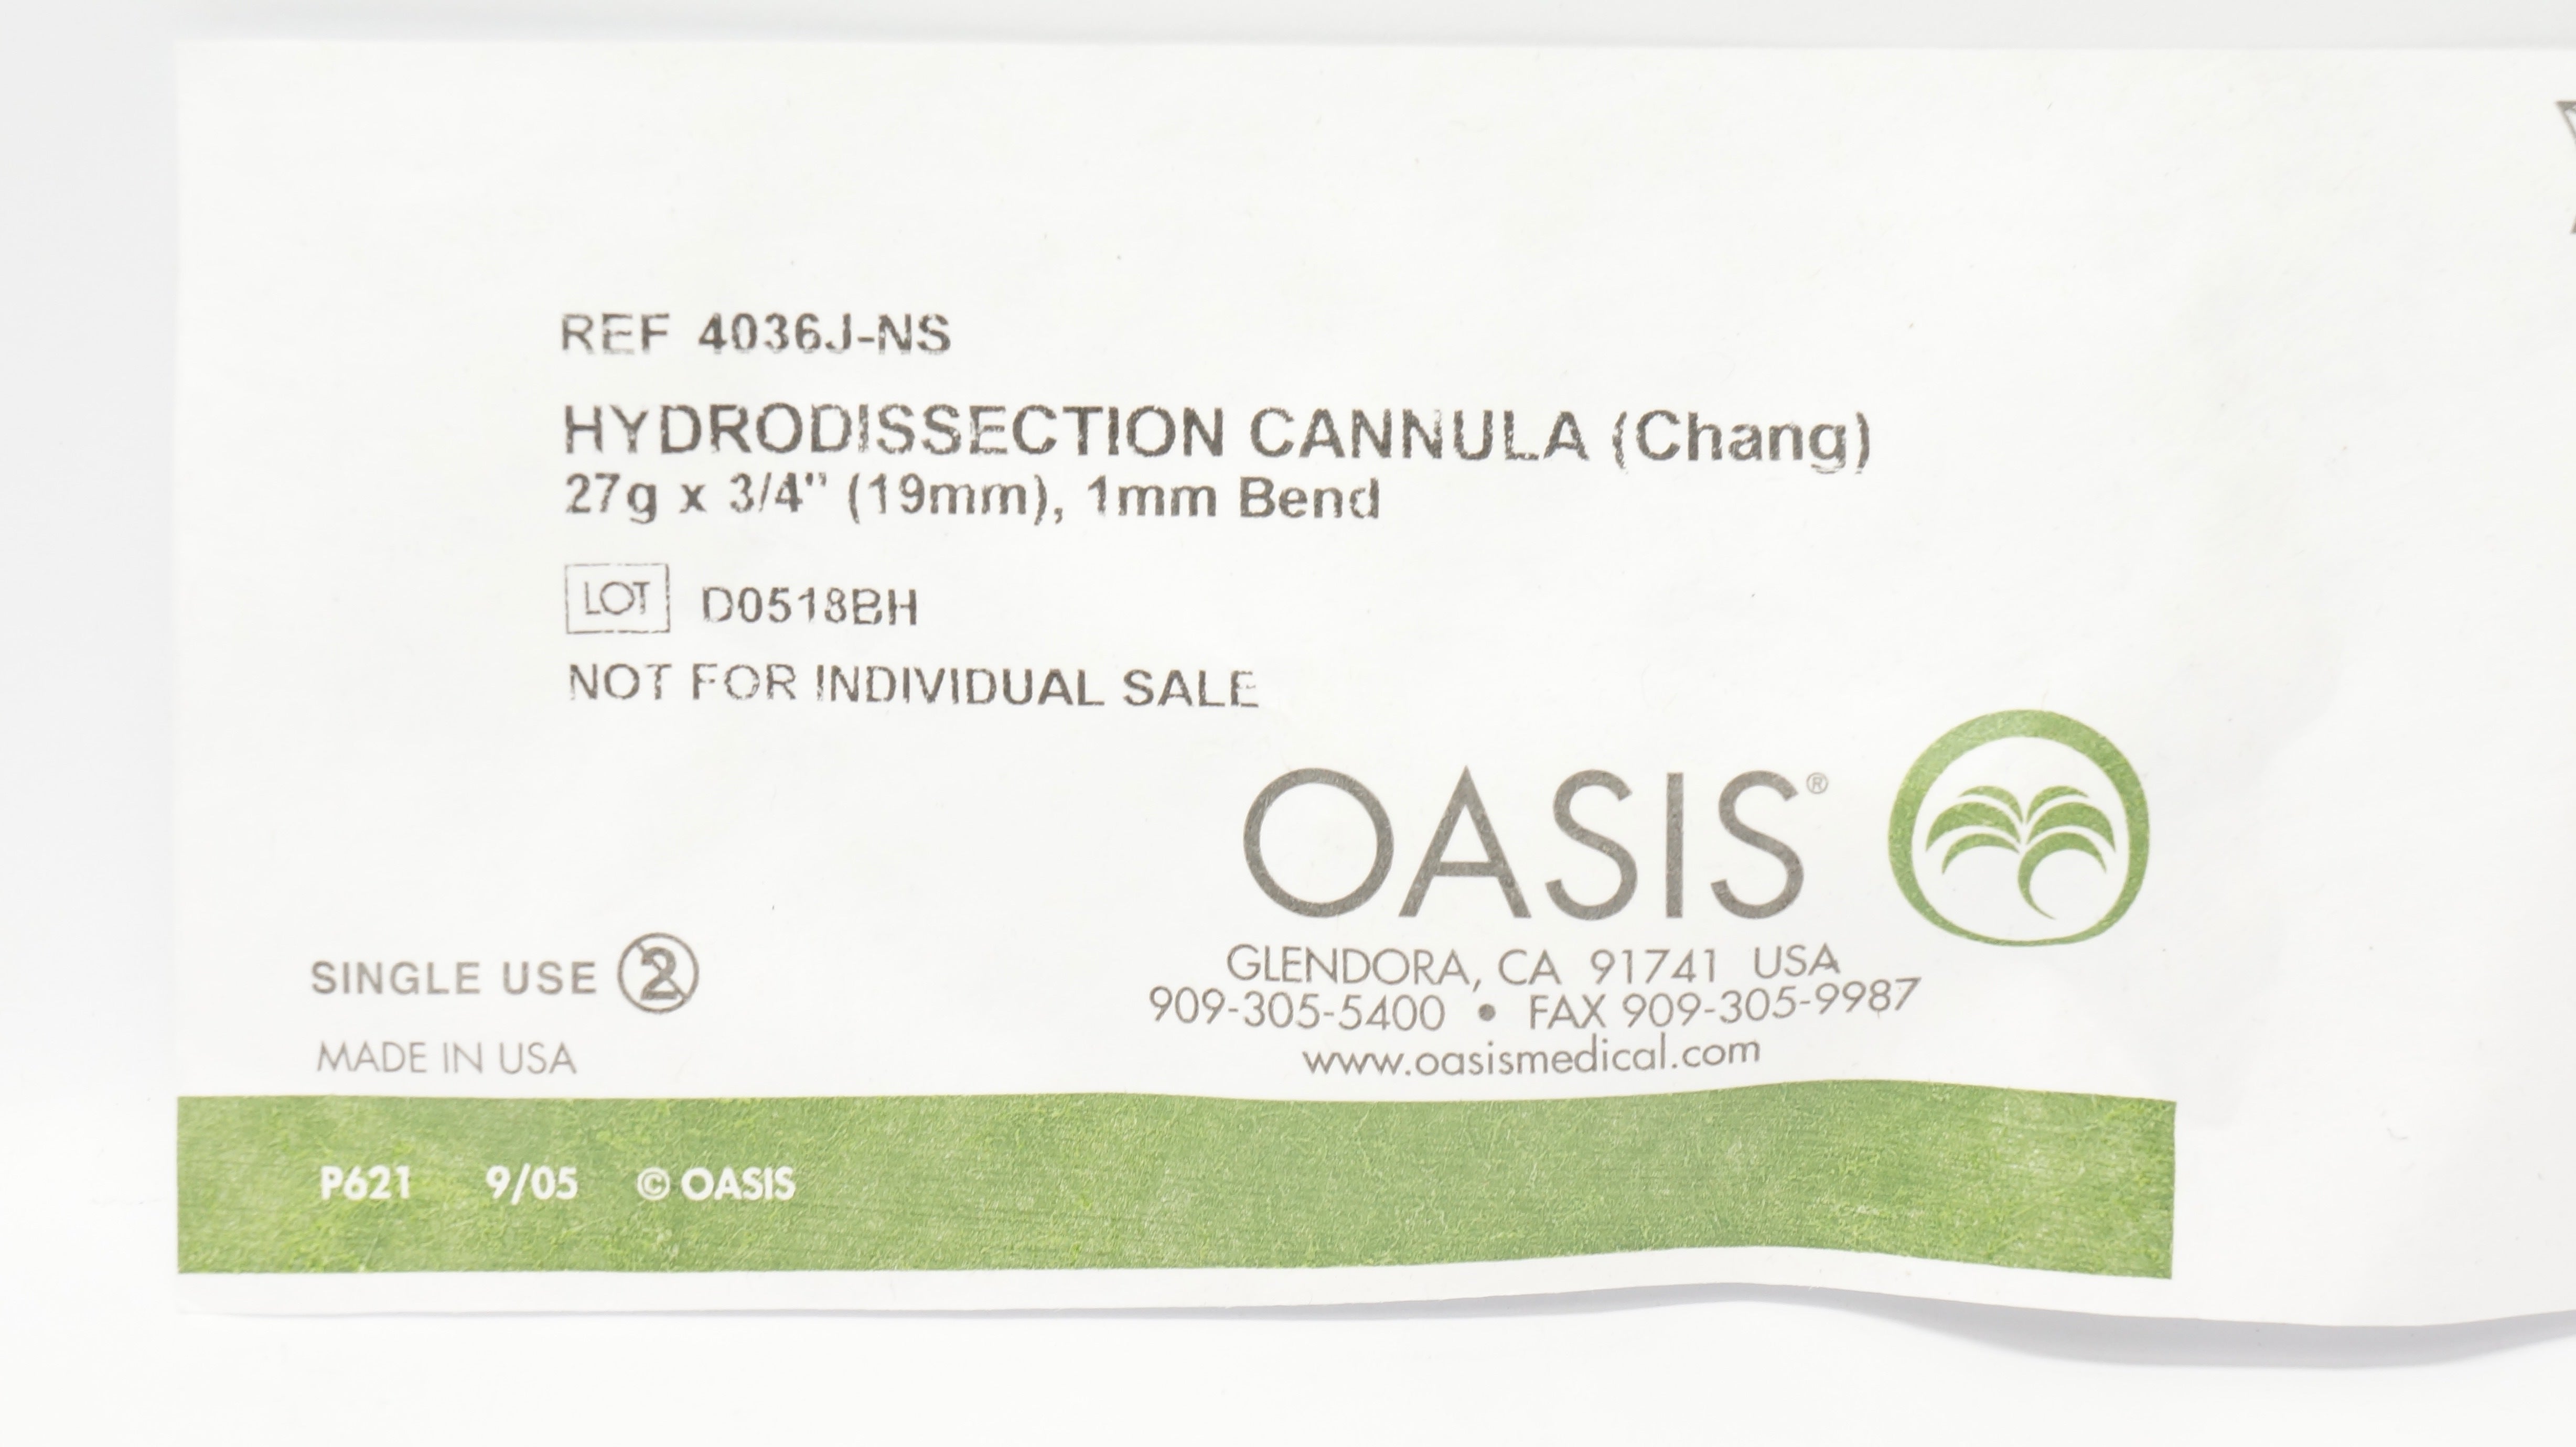 REF 4036J-NS
HYDRODISSECTION CANNULA (Chang)
27g x 3/4" (19mm), 1mm Bend
LOT D0518BH
NOT FOR INDIVIDUAL SALE
OASIS®
GLENDORA, CA 91741 USA
909-305-5400 • FAX 909-305-9987
www.oasismedical.com
SINGLE USE 2
MADE IN USA
P621 9/05 © OASIS